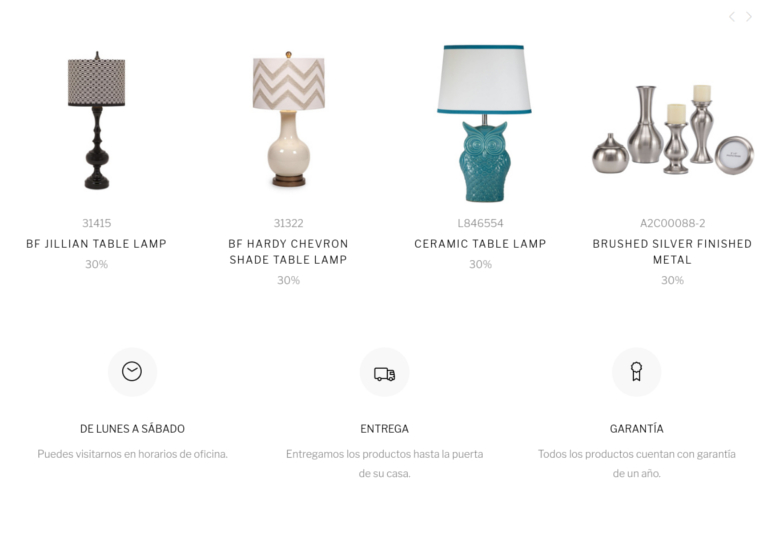 31415
BF JILLIAN TABLE LAMP
30%
31322
BF HARDY CHEVRON
SHADE TABLE LAMP
30%
L846554
CERAMIC TABLE LAMP
30%
A2C00088-2
BRUSHED SILVER FINISHED
METAL
30%
DE LUNES A SÁBADO
Puedes visitarnos en horarios de oficina.
ENTREGA
Entregamos los productos hasta la puerta
de su casa.
GARANTÍA
Todos los productos cuentan con garantía
de un año.